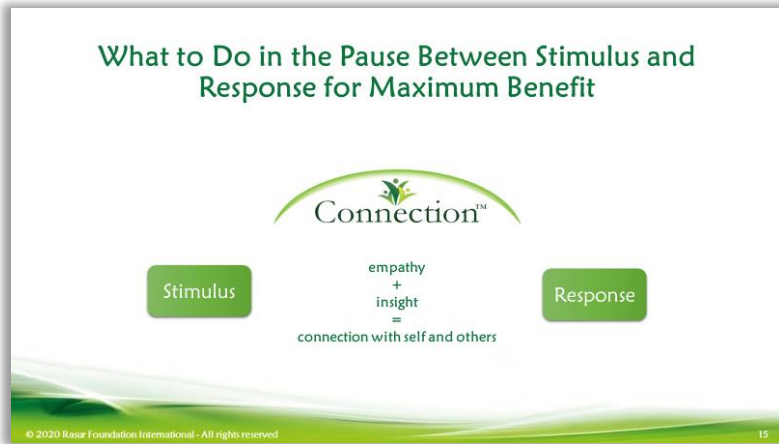 What to Do in the Pause Between Stimulus and
Response for Maximum Benefit
Connection™
Stimulus
empathy
+
insight
=
connection with self and others
Response
© 2020 Rasur Foundation International - All rights reserved
15